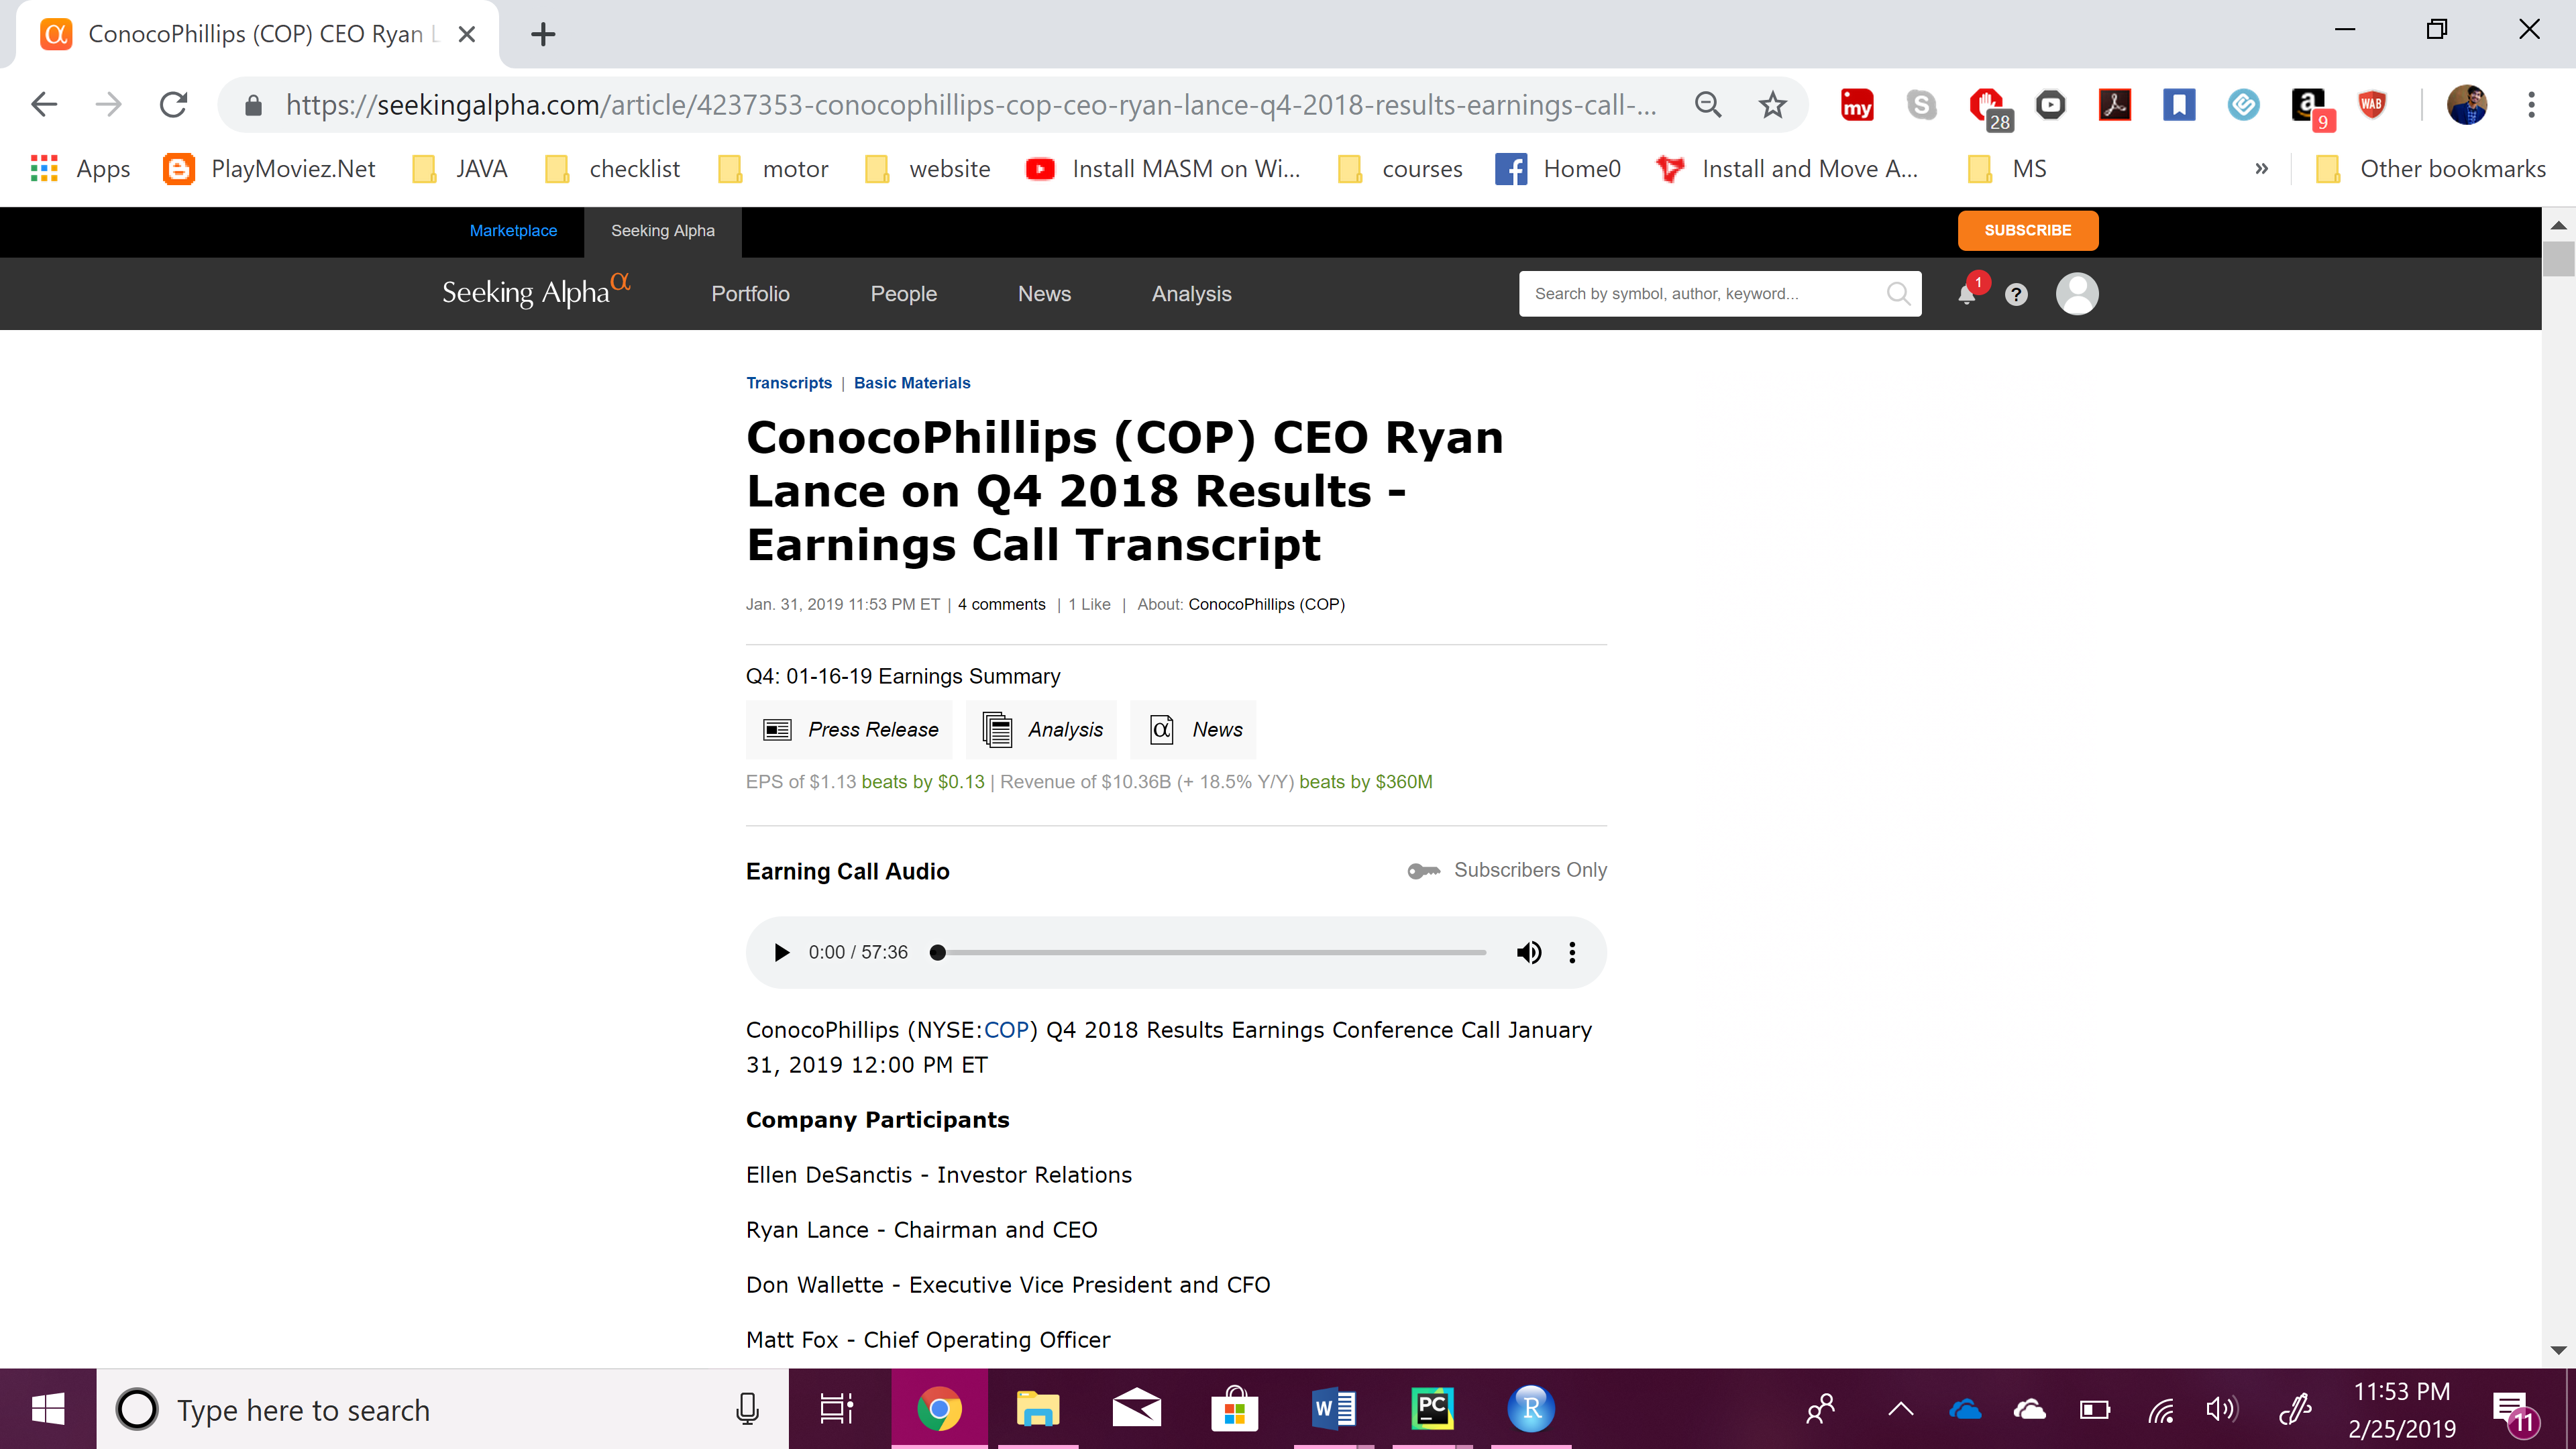 ConocoPhillips (COP) CEO Ryan L
https://seekingalpha.com/article/4237353-conocophillips-cop-ceo-ryan-lance-q4-2018-results-earnings-call-...
my
28
a
9
WAB
Apps PlayMoviez.Net JAVA checklist motor website Install MASM on Wi... courses Home0 Install and Move A... MS » Other bookmarks
Marketplace Seeking Alpha SUBSCRIBE
Seeking Alpha α Portfolio People News Analysis Search by symbol, author, keyword... 1 ?
Transcripts | Basic Materials
ConocoPhillips (COP) CEO Ryan
Lance on Q4 2018 Results -
Earnings Call Transcript
Jan. 31, 2019 11:53 PM ET | 4 comments | 1 Like | About: ConocoPhillips (COP)
Q4: 01-16-19 Earnings Summary
Press Release Analysis News
EPS of $1.13 beats by $0.13 | Revenue of $10.36B (+ 18.5% Y/Y) beats by $360M
Earning Call Audio Subscribers Only
0:00 / 57:36
ConocoPhillips (NYSE:COP) Q4 2018 Results Earnings Conference Call January
31, 2019 12:00 PM ET
Company Participants
Ellen DeSanctis - Investor Relations
Ryan Lance - Chairman and CEO
Don Wallette - Executive Vice President and CFO
Matt Fox - Chief Operating Officer
Type here to search
W
PC
R
11:53 PM
2/25/2019
11